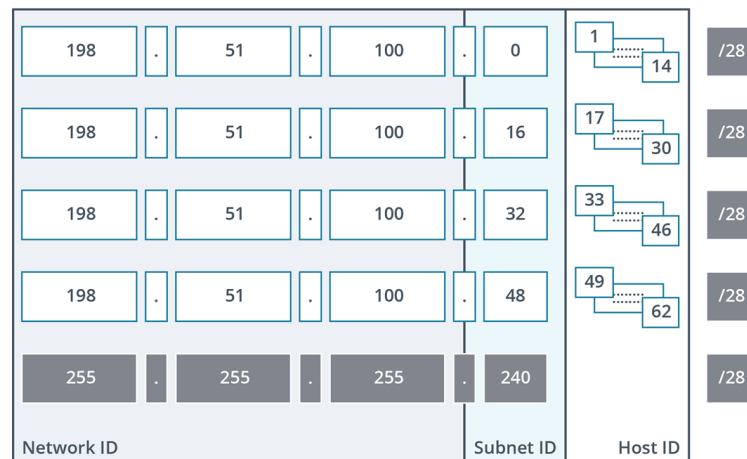 198 . 51 . 100 . 0 1 14 /28
198 . 51 . 100 . 16 17 30 /28
198 . 51 . 100 . 32 33 46 /28
198 . 51 . 100 . 48 49 62 /28
255 . 255 . 255 . 240 /28
Network ID Subnet ID Host ID